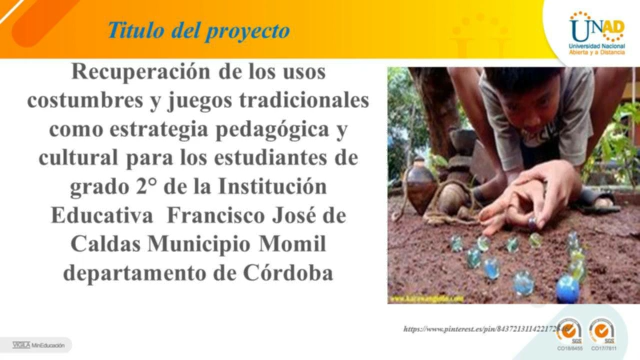 Titulo del proyecto
UNAD
Universidad Nacional
Abierta y a Distancia
Recuperación de los usos
costumbres y juegos tradicionales
como estrategia pedagógica y
cultural para los estudiantes de
grado 2° de la Institución
Educativa Francisco José de
Caldas Municipio Momil
departamento de Córdoba
MinEducación